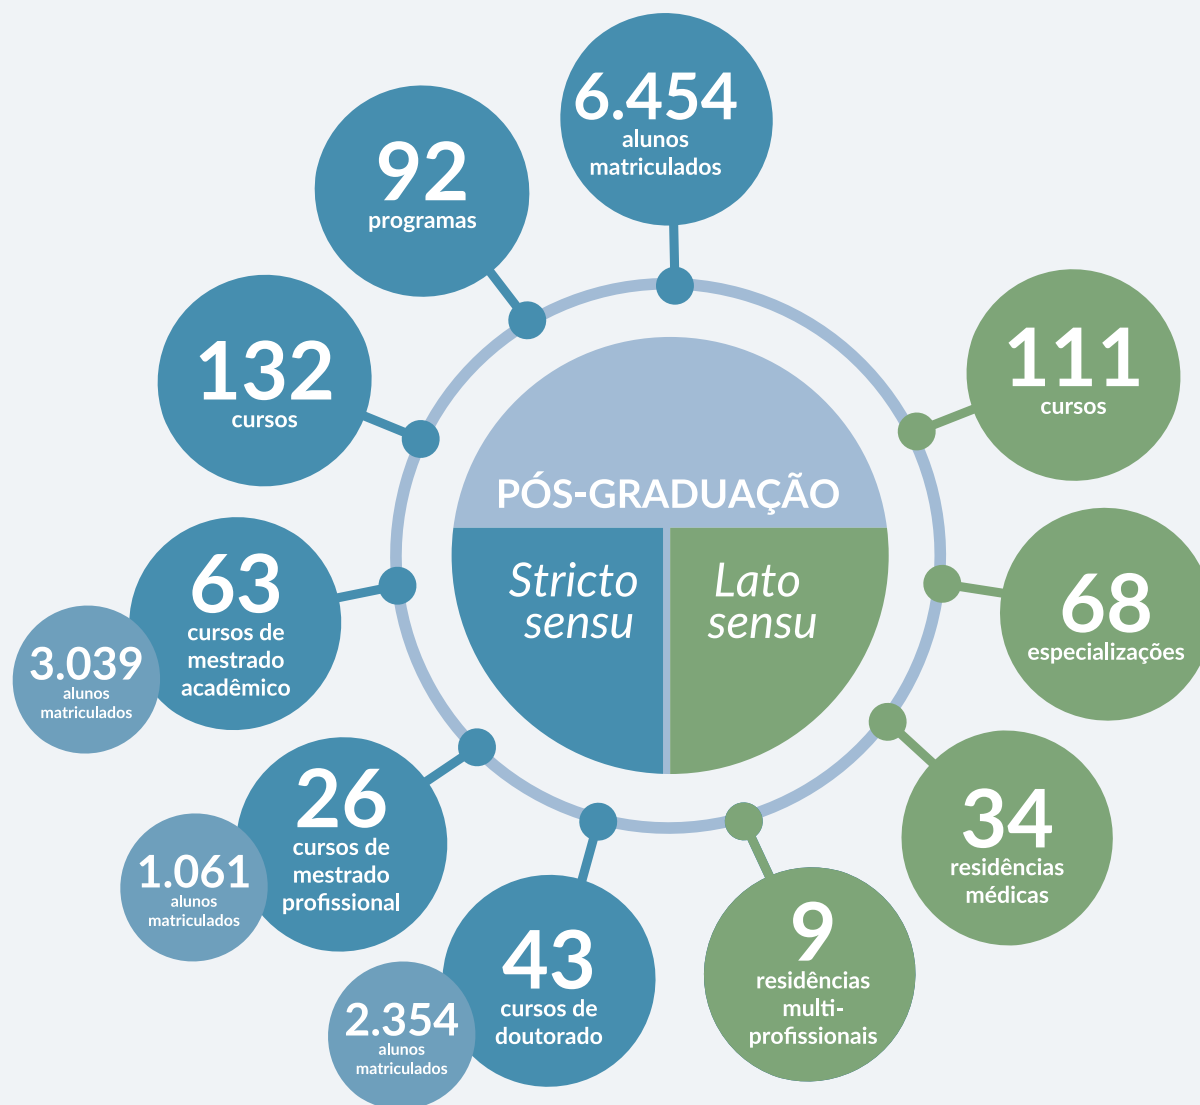 6.454
alunos
matriculados
92
programas
132
cursos
63
cursos de
mestrado
acadêmico
3.039
alunos
matriculados
26
cursos de
mestrado
profissional
1.061
alunos
matriculados
43
cursos de
doutorado
2.354
alunos
matriculados
PÓS-GRADUAÇÃO
Stricto
sensu
Lato
sensu
111
cursos
68
especializações
34
residências
médicas
9
residências
multi-
profissionais